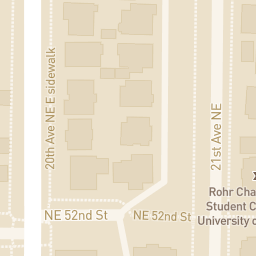 20th Ave NE E sidewalk
21st Ave NE
Rohr Cha
Student C
University o
NE 52nd St
NE 52nd St